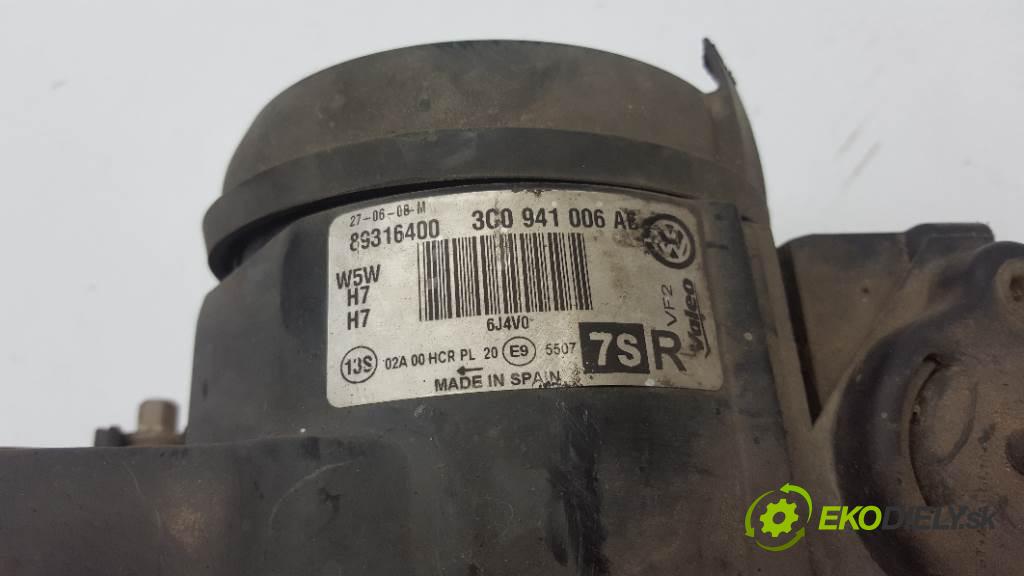 27-06-08-M
89316400 3C0 941 006
W5W
H7
H7
6J4V0
VF2
Valeo
13S 02A 00 HCR PL 20 E9 5507 7S R
MADE IN SPAIN
EKODIELY.sk